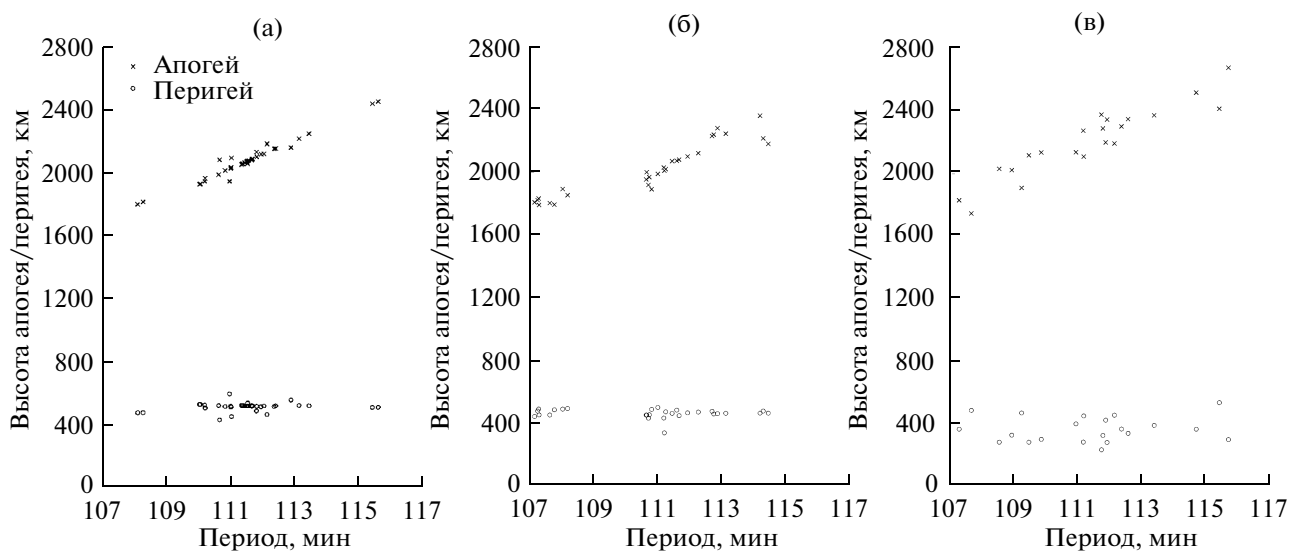 (а)
2800
2400
2000
1600
1200
800
400
0
× Апогей
○ Перигей
Высота апогея/перигея, км
107 109 111 113 115 117
Период, мин
(б)
2800
2400
2000
1600
1200
800
400
0
Высота апогея/перигея, км
107 109 111 113 115 117
Период, мин
(в)
2800
2400
2000
1600
1200
800
400
0
Высота апогея/перигея, км
107 109 111 113 115 117
Период, мин